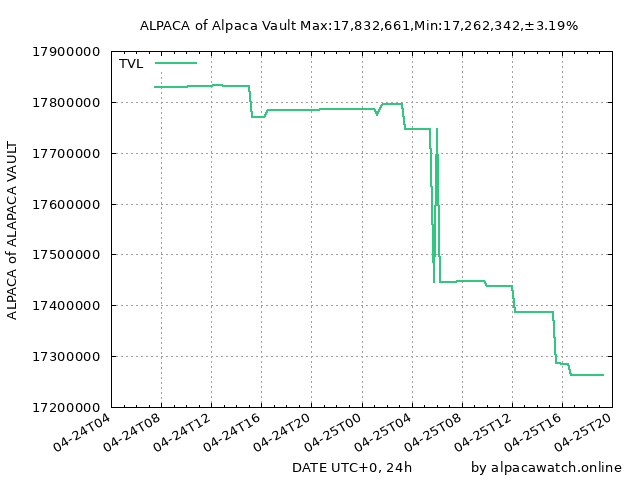 ALPACA of Alpaca Vault Max:17,832,661,Min:17,262,342,±3.19%
TVL
17900000
17800000
17700000
17600000
17500000
17400000
17300000
17200000
ALPACA of ALAPACA VAULT
04-24T04
04-24T08
04-24T12
04-24T16
04-24T20
04-25T00
04-25T04
04-25T08
04-25T12
04-25T16
04-25T20
DATE UTC+0, 24h
by alpacawatch.online